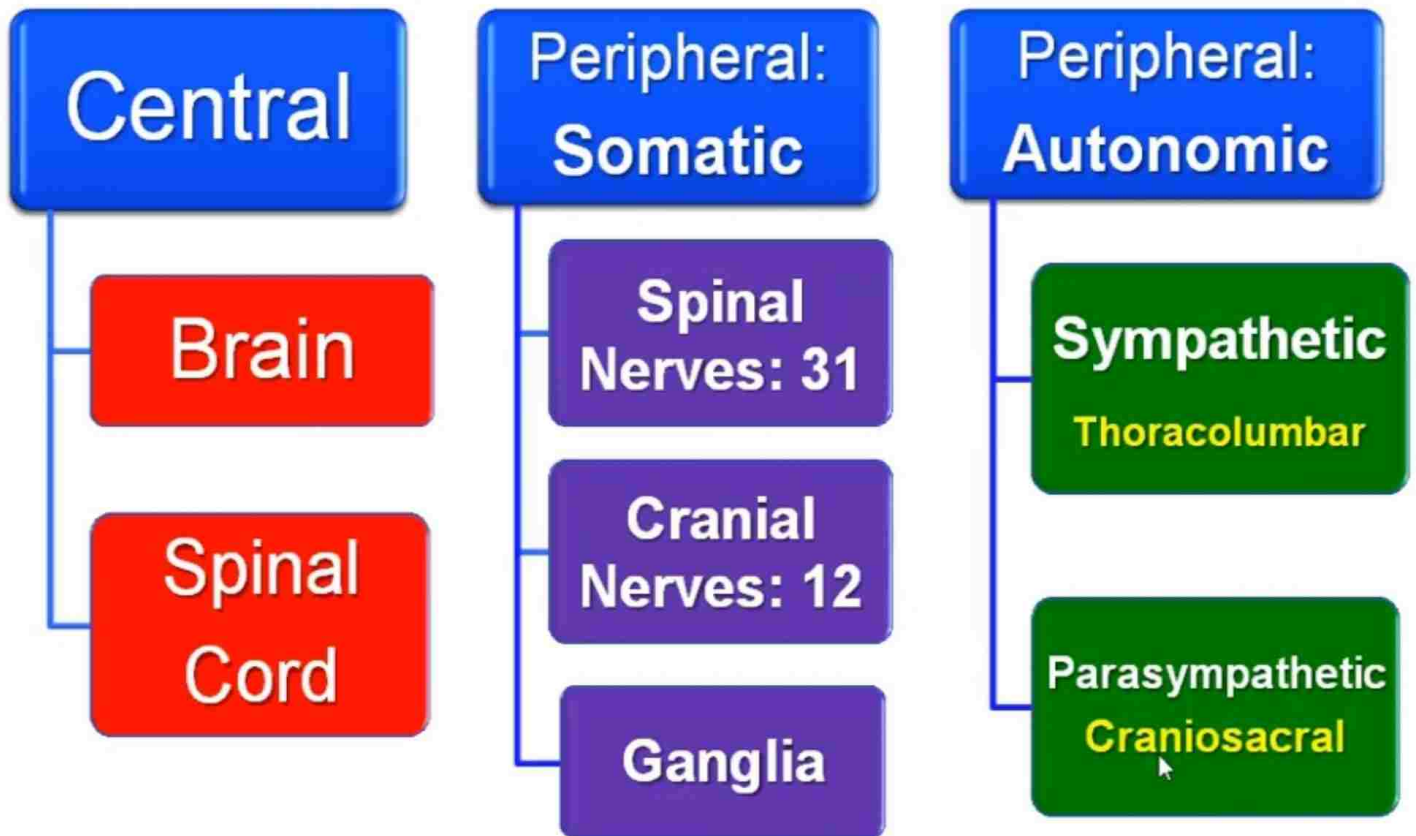 Central
Brain
Spinal
Cord
Peripheral:
Somatic
Spinal
Nerves: 31
Cranial
Nerves: 12
Ganglia
Peripheral:
Autonomic
Sympathetic
Thoracolumbar
Parasympathetic
Craniosacral